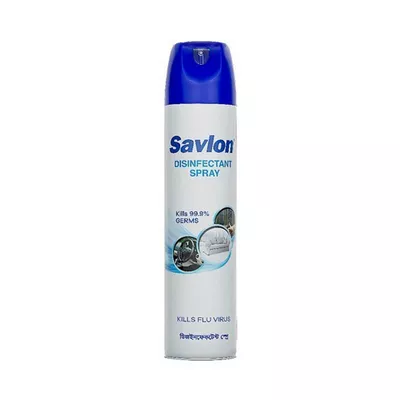 Savlon
DISINFECTANT
SPRAY
Kills 99.9%
GERMS
KILLS FLU VIRUS
ডিজইনফেকটেন্ট স্প্রে